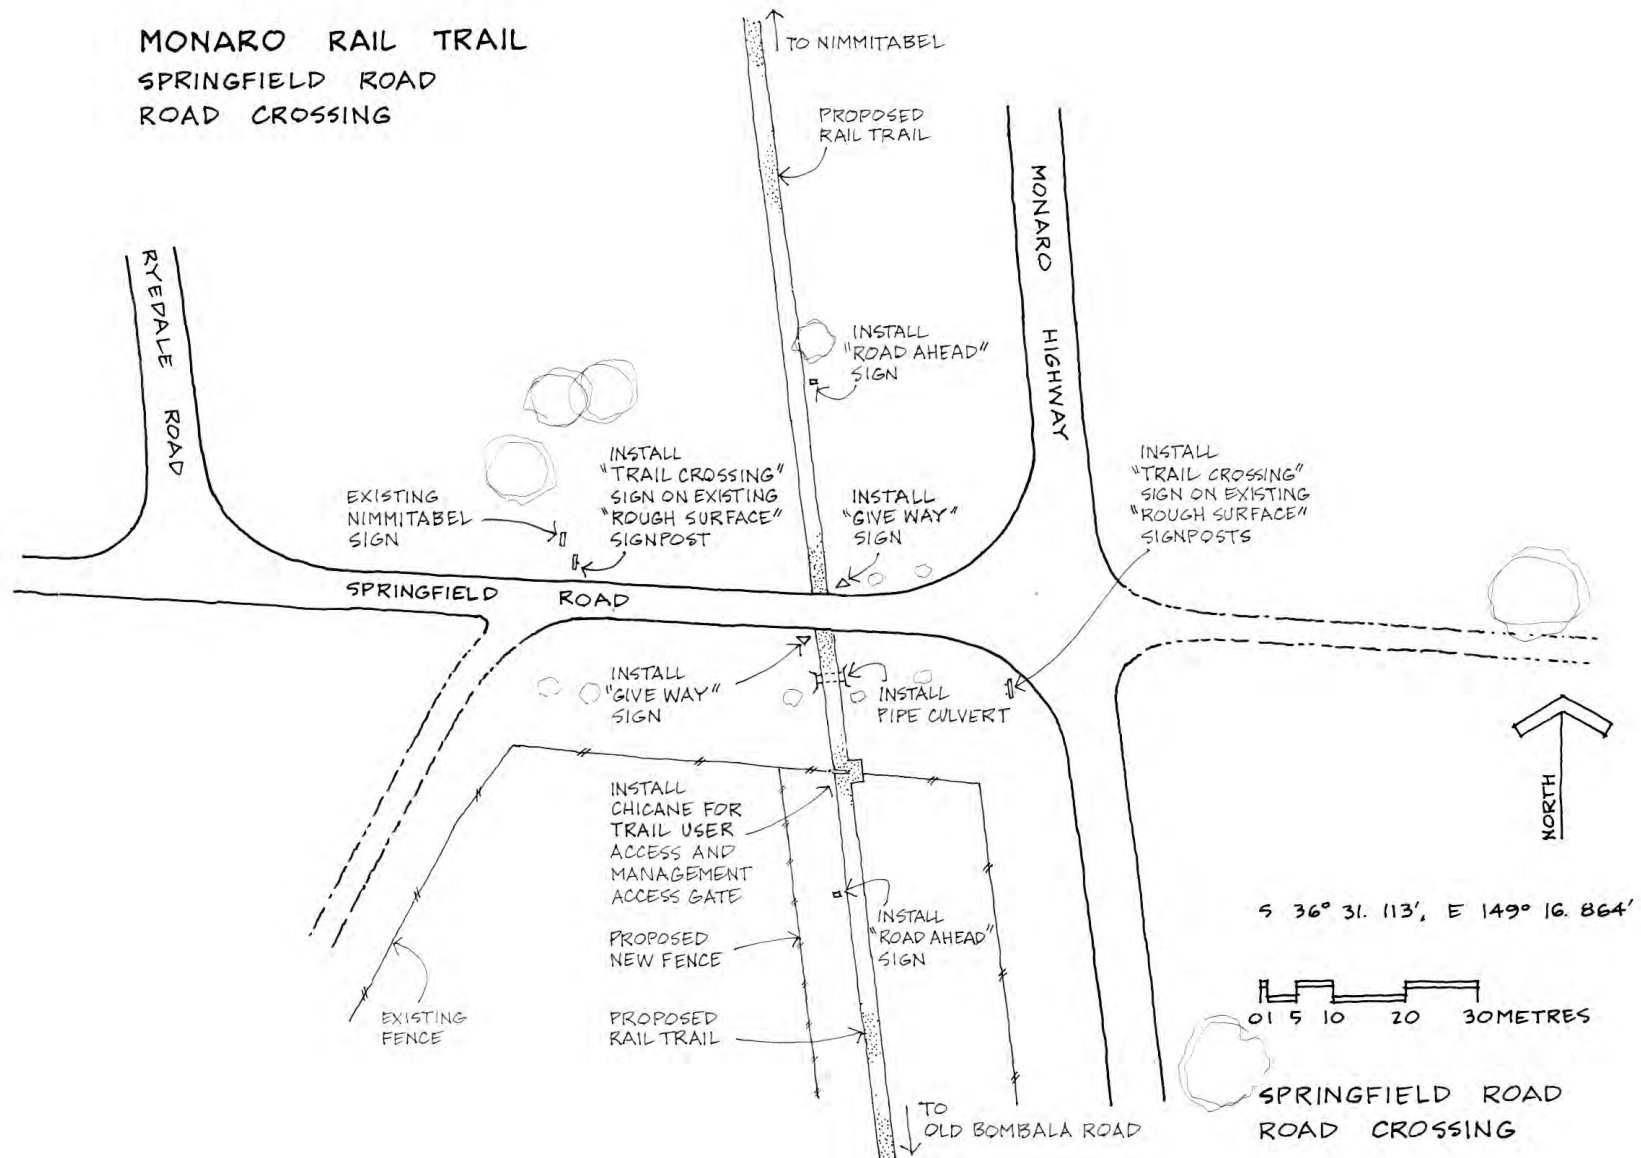 MONARO RAIL TRAIL
SPRINGFIELD ROAD
ROAD CROSSING
TO NIMMITABEL
PROPOSED
RAIL TRAIL
MONARO HIGHWAY
RYEDALE ROAD
INSTALL
"ROAD AHEAD"
SIGN
INSTALL
"TRAIL CROSSING"
SIGN ON EXISTING
"ROUGH SURFACE"
SIGNPOST
EXISTING
NIMMITABEL
SIGN
INSTALL
"GIVE WAY"
SIGN
INSTALL
"TRAIL CROSSING"
SIGN ON EXISTING
"ROUGH SURFACE"
SIGNPOSTS
SPRINGFIELD ROAD
INSTALL
"GIVE WAY"
SIGN
INSTALL
PIPE CULVERT
INSTALL
CHICANE FOR
TRAIL USER
ACCESS AND
MANAGEMENT
ACCESS GATE
NORTH
INSTALL
"ROAD AHEAD"
SIGN
PROPOSED
NEW FENCE
EXISTING
FENCE
PROPOSED
RAIL TRAIL
TO
OLD BOMBALA ROAD
S 36° 31. 113', E 149° 16. 864'
0 1 5 10 20 30 METRES
SPRINGFIELD ROAD
ROAD CROSSING